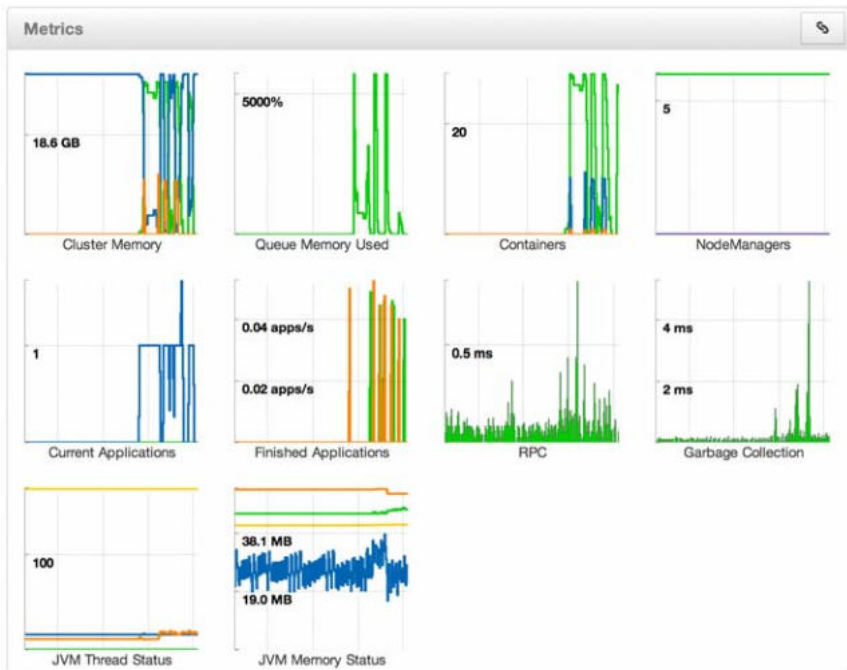 Metrics
18.6 GB
Cluster Memory
5000%
Queue Memory Used
20
Containers
5
NodeManagers
1
Current Applications
0.04 apps/s
0.02 apps/s
Finished Applications
0.5 ms
RPC
4 ms
2 ms
Garbage Collection
100
JVM Thread Status
38.1 MB
19.0 MB
JVM Memory Status